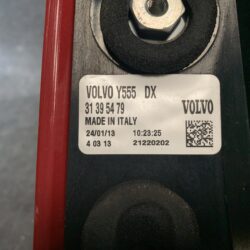 VOLVO Y555 DX
31 39 54 79
VOLVO
MADE IN ITALY
24/01/13 10:23:25
4 03 13 21220202